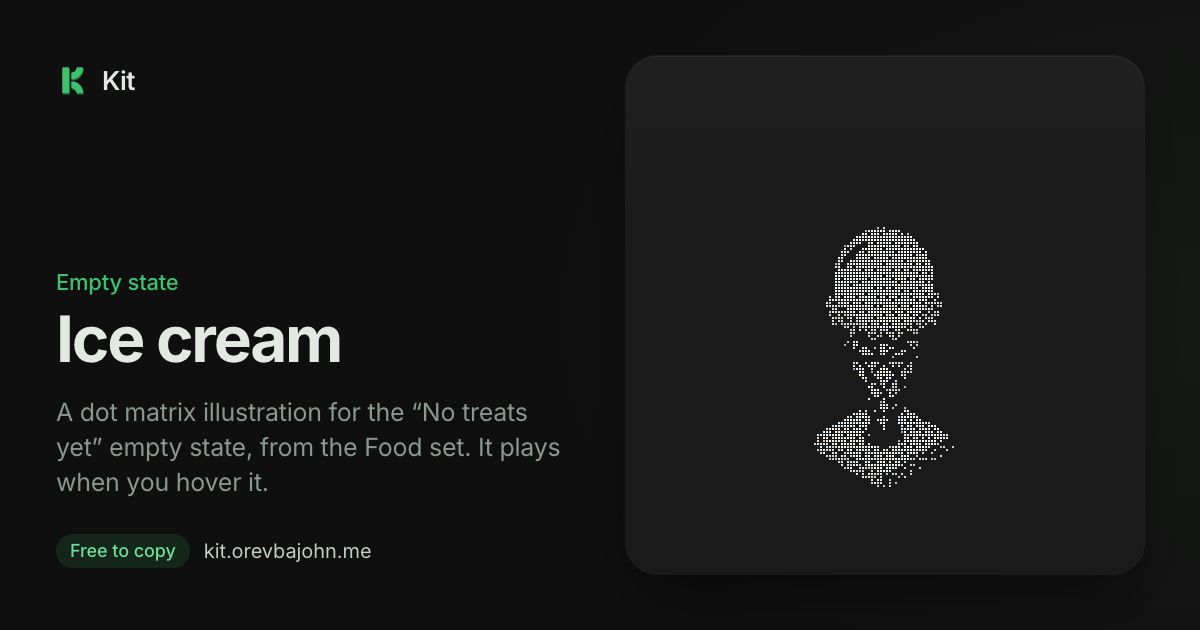 Kit
Empty state
Ice cream
A dot matrix illustration for the “No treats
yet” empty state, from the Food set. It plays
when you hover it.
Free to copy
kit.orevbajohn.me